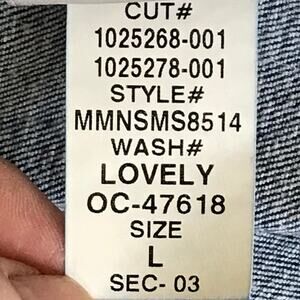 CUT#
1025268-001
1025278-001
STYLE#
MMNSMS8514
WASH#
LOVELY
OC-47618
SIZE
L
SEC- 03